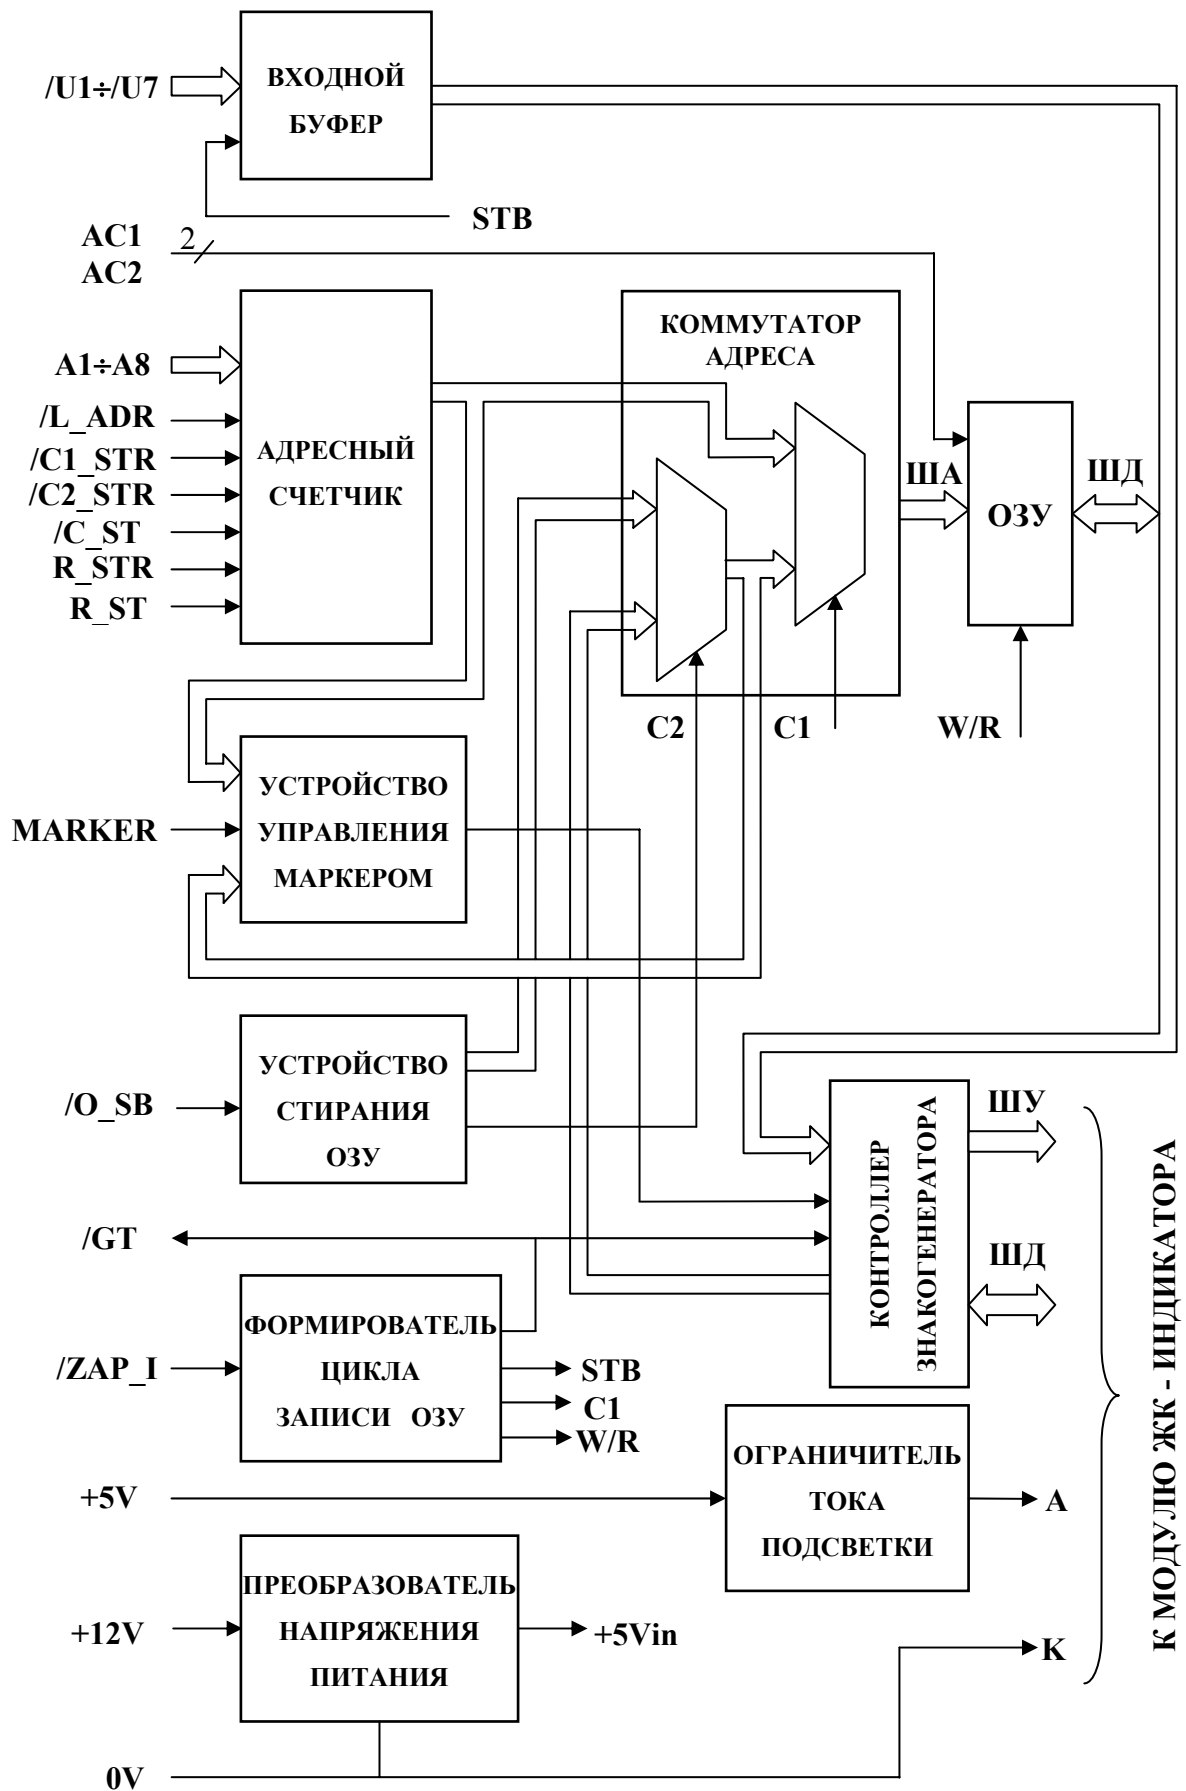 /U1÷/U7
ВХОДНОЙ
БУФЕР
STB
AC1
AC2
2
A1÷A8
/L_ADR
/C1_STR
/C2_STR
/C_ST
R_STR
R_ST
АДРЕСНЫЙ
СЧЕТЧИК
КОММУТАТОР
АДРЕСА
ША
ОЗУ
ШД
C2
C1
W/R
MARKER
УСТРОЙСТВО
УПРАВЛЕНИЯ
МАРКЕРОМ
/O_SB
УСТРОЙСТВО
СТИРАНИЯ
ОЗУ
КОНТРОЛЛЕР
ЗНАКОГЕНЕРАТОРА
ШУ
ШД
/GT
/ZAP_I
ФОРМИРОВАТЕЛЬ
ЦИКЛА
ЗАПИСИ ОЗУ
STB
C1
W/R
+5V
ОГРАНИЧИТЕЛЬ
ТОКА
ПОДСВЕТКИ
A
+12V
ПРЕОБРАЗОВАТЕЛЬ
НАПРЯЖЕНИЯ
ПИТАНИЯ
+5Vin
K
0V
К МОДУЛЮ ЖК - ИНДИКАТОРА